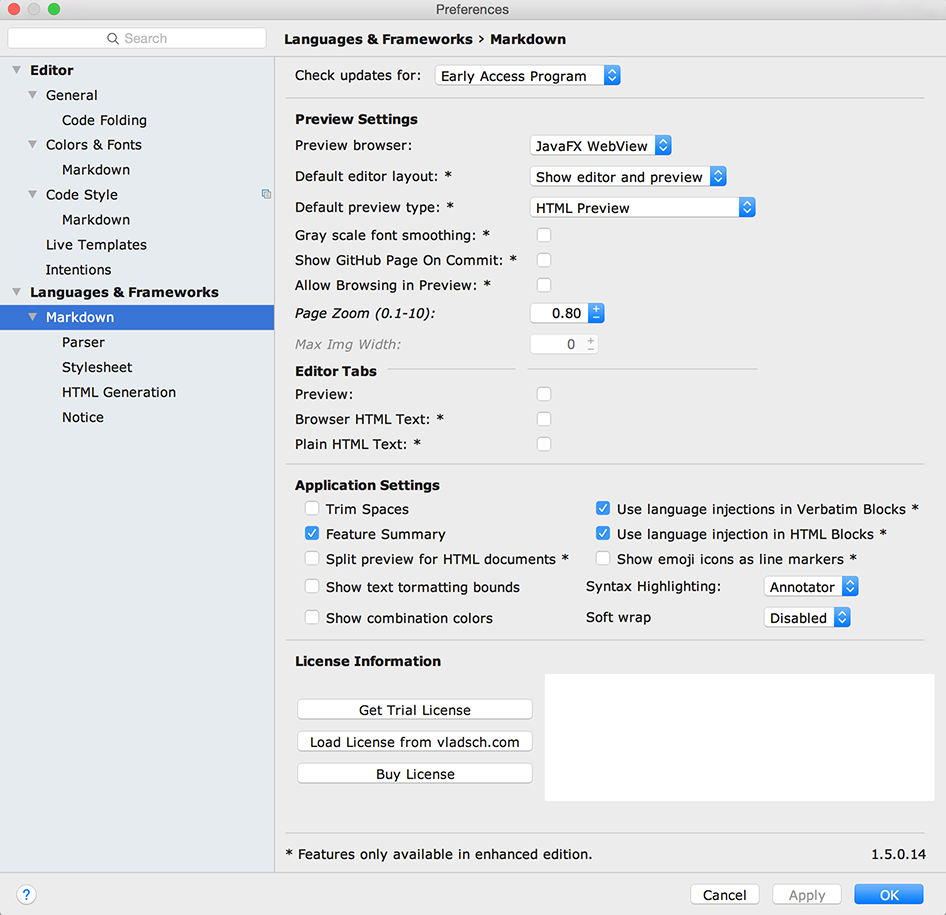 Preferences
Search
Languages & Frameworks › Markdown
Editor
General
Code Folding
Colors & Fonts
Markdown
Code Style
Markdown
Live Templates
Intentions
Languages & Frameworks
Markdown
Parser
Stylesheet
HTML Generation
Notice
Check updates for: Early Access Program
Preview Settings
Preview browser: JavaFX WebView
Default editor layout: * Show editor and preview
Default preview type: * HTML Preview
Gray scale font smoothing: *
Show GitHub Page On Commit: *
Allow Browsing in Preview: *
Page Zoom (0.1-10): 0.80
Max Img Width: 0
Editor Tabs
Preview:
Browser HTML Text: *
Plain HTML Text: *
Application Settings
Trim Spaces Use language injections in Verbatim Blocks *
Feature Summary Use language injection in HTML Blocks *
Split preview for HTML documents * Show emoji icons as line markers *
Show text tormatting bounds Syntax Highlighting: Annotator
Show combination colors Soft wrap Disabled
License Information
Get Trial License
Load License from vladsch.com
Buy License
* Features only available in enhanced edition. 1.5.0.14
? Cancel Apply OK